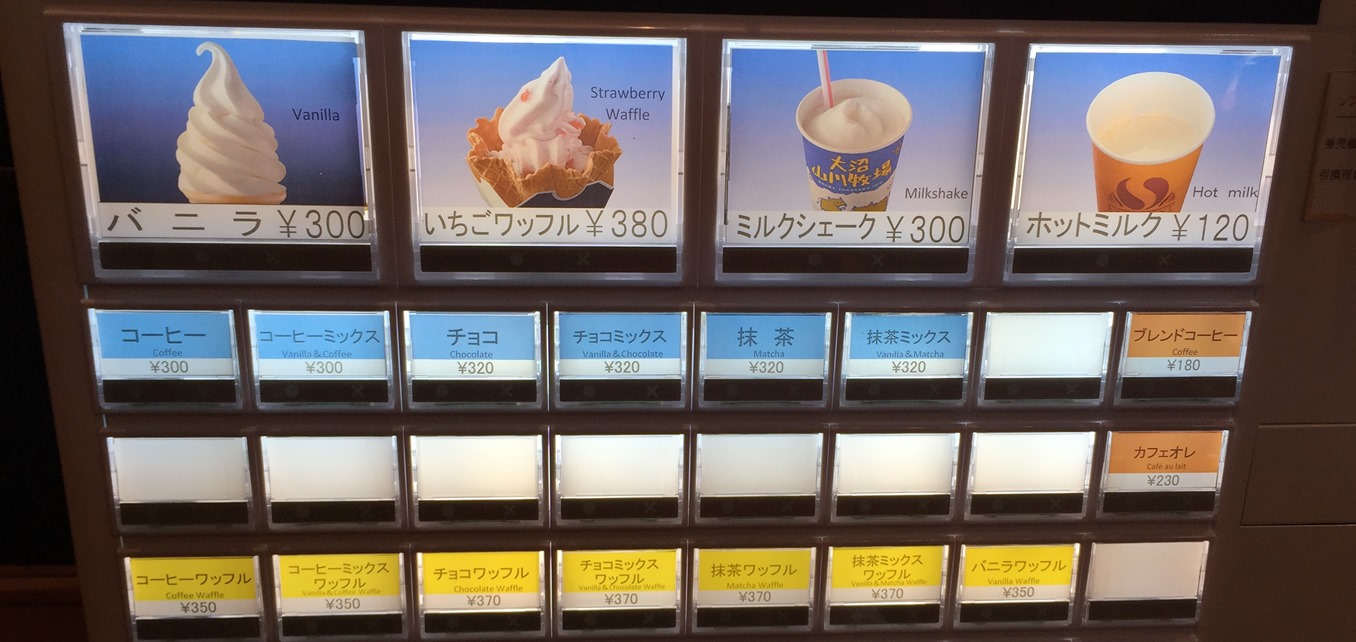 Vanilla
バニラ ¥300
Strawberry
Waffle
いちごワッフル ¥380
大沼
山川牧場
Milkshake
ミルクシェーク ¥300
Hot milk
ホットミルク ¥120
コーヒー
Coffee
¥300
コーヒーミックス
Vanilla&Coffee
¥300
チョコ
Chocolate
¥320
チョコミックス
Vanilla&Chocolate
¥320
抹茶
Matcha
¥320
抹茶ミックス
Vanilla&Matcha
¥320
ブレンドコーヒー
Coffee
¥180
カフェオレ
Café au lait
¥230
コーヒーワッフル
Coffee Waffle
¥350
コーヒーミックス
ワッフル
Vanilla&Coffee Waffle
¥350
チョコワッフル
Chocolate Waffle
¥370
チョコミックス
ワッフル
Vanilla&Chocolate Waffle
¥370
抹茶ワッフル
Matcha Waffle
¥370
抹茶ミックス
ワッフル
Vanilla&Matcha Waffle
¥370
バニラワッフル
Vanilla Waffle
¥350